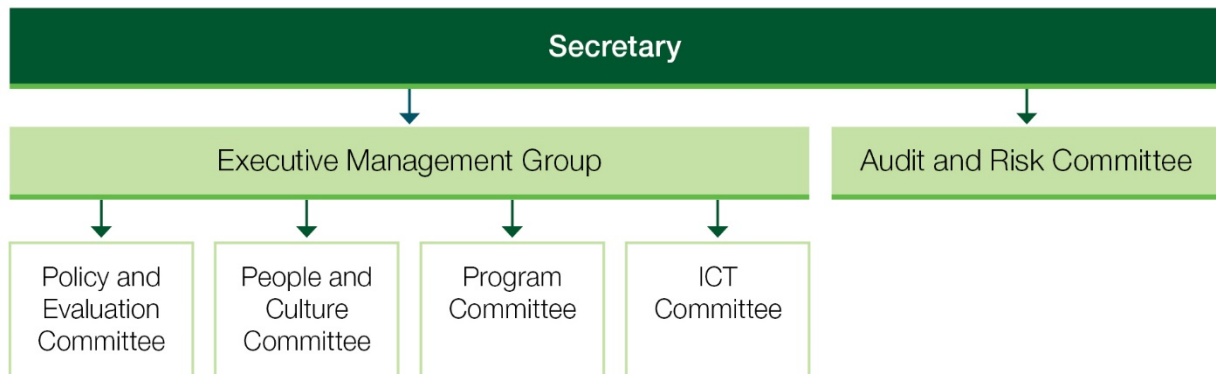 Secretary
Executive Management Group
Audit and Risk Committee
Policy and
Evaluation
Committee
People and
Culture
Committee
Program
Committee
ICT
Committee